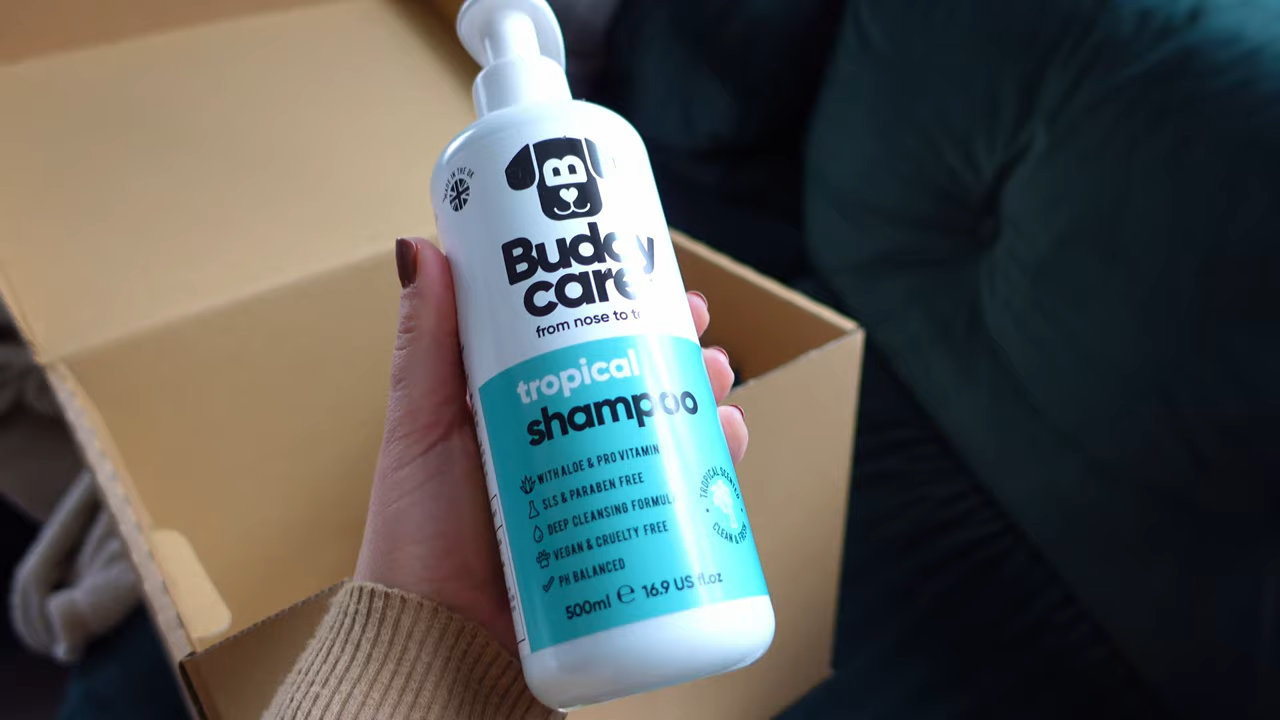 MADE IN THE UK
B
Buddy
care
from nose to
tropical
shampoo
WITH ALOE & PRO VITAMIN
SLS & PARABEN FREE
DEEP CLEANSING FORMUL
VEGAN & CRUELTY FREE
PH BALANCED
TROPICAL SCENTED
CLEAN & FRESH
500ml e 16.9 US fl.oz